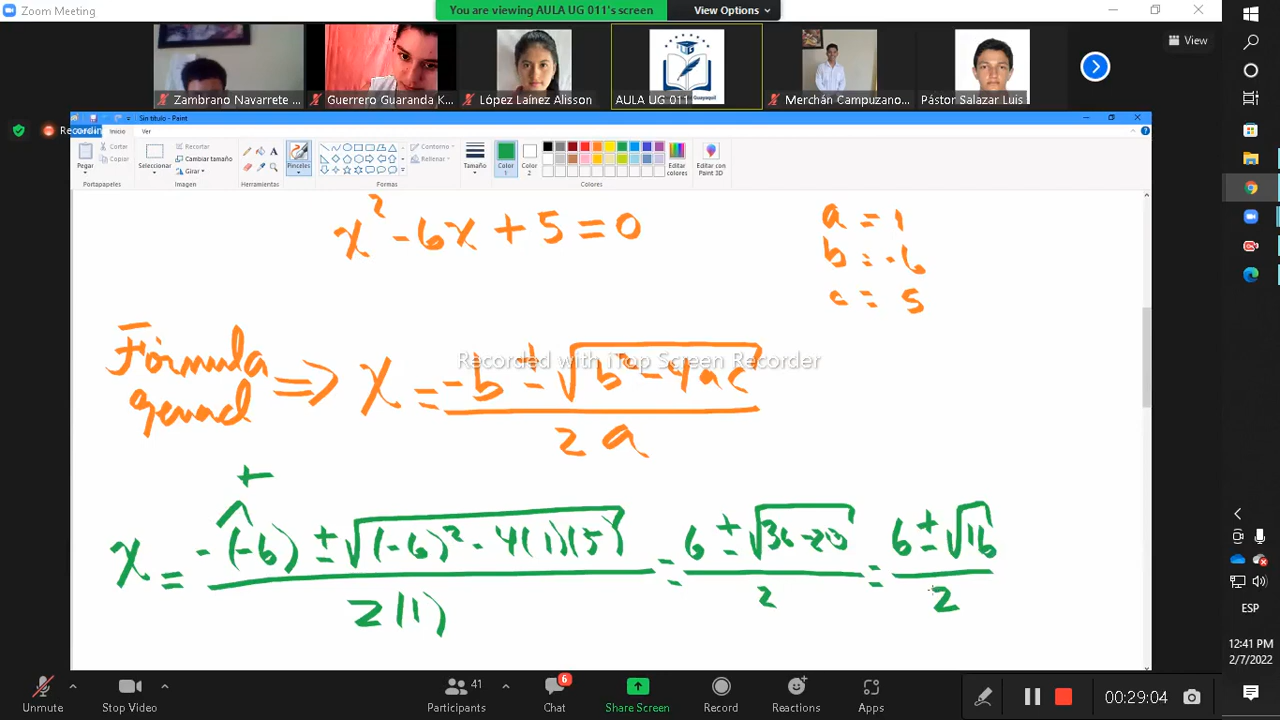 Zoom Meeting
You are viewing AULA UG 011's screen
View Options
View
Zambrano Navarrete ...
Guerrero Guaranda K...
López Laínez Alisson
AULA UG 011
Merchán Campuzano...
Pástor Salazar Luis
Recording
Sin título - Paint
Inicio Ver
Pegar
Cortar
Copiar
Portapapeles
Seleccionar
Recortar
Cambiar tamaño
Girar
Imagen
Herramientas
Pinceles
Contorno
Rellenar
Formas
Tamaño
Color 1
Color 2
Editar colores
Colores
Editar con Paint 3D
x² - 6x + 5 = 0
a = 1
b = -6
c = 5
Fórmula general ⇒ x = (-b ± √(b² - 4ac)) / 2a
Recorded with iTop Screen Recorder
+
x = (-(-6) ± √((-6)² - 4(1)(5))) / 2(1) = (6 ± √(36-20)) / 2 = (6 ± √16) / 2
ESP
12:41 PM
2/7/2022
Unmute
Stop Video
41
Participants
6
Chat
Share Screen
Record
Reactions
Apps
00:29:04